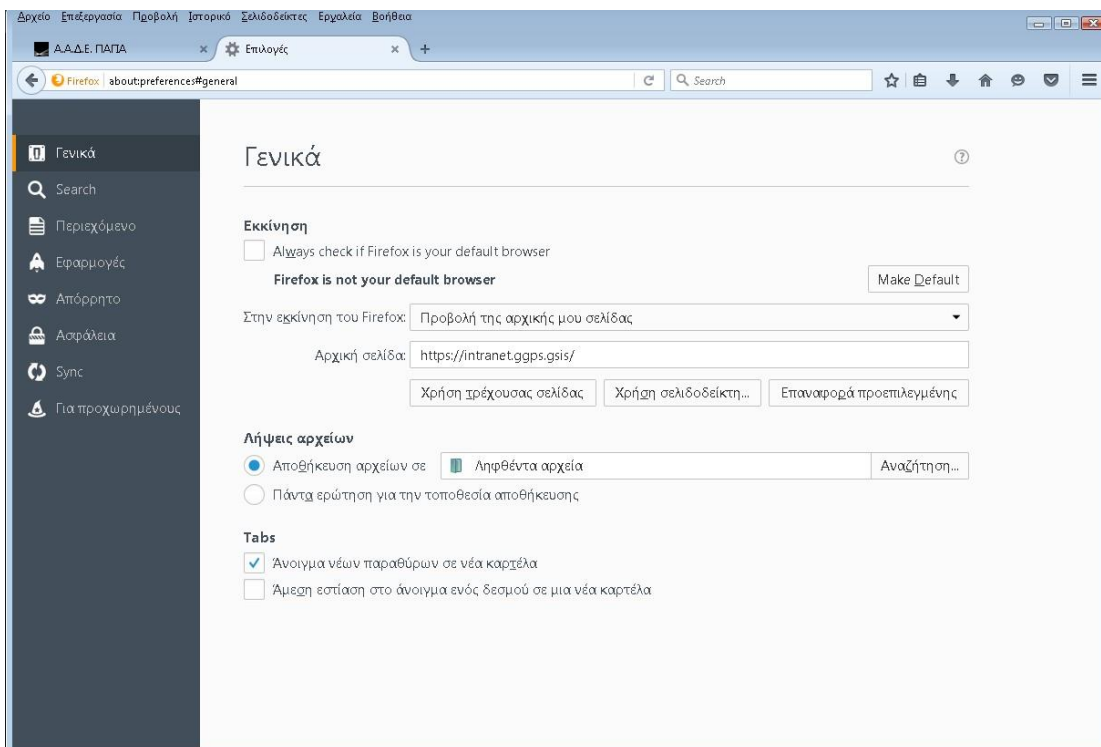 Αρχείο Επεξεργασία Προβολή Ιστορικό Σελιδοδείκτες Εργαλεία Βοήθεια
Α.Α.Δ.Ε. ΠΑΠΑ
Επιλογές
Firefox about:preferences#general
Search
Γενικά
Search
Περιεχόμενο
Εφαρμογές
Απόρρητο
Ασφάλεια
Sync
Για προχωρημένους
Γενικά
Εκκίνηση
Always check if Firefox is your default browser
Firefox is not your default browser Make Default
Στην εκκίνηση του Firefox: Προβολή της αρχικής μου σελίδας
Αρχική σελίδα: https://intranet.ggps.gsis/
Χρήση τρέχουσας σελίδας Χρήση σελιδοδείκτη... Επαναφορά προεπιλεγμένης
Λήψεις αρχείων
Αποθήκευση αρχείων σε Ληφθέντα αρχεία Αναζήτηση...
Πάντα ερώτηση για την τοποθεσία αποθήκευσης
Tabs
Άνοιγμα νέων παραθύρων σε νέα καρτέλα
Άμεση εστίαση στο άνοιγμα ενός δεσμού σε μια νέα καρτέλα